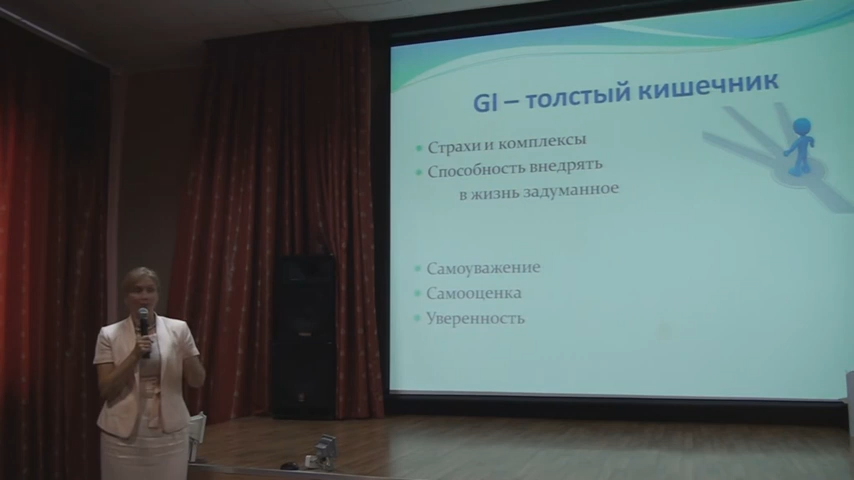 GI – толстый кишечник
Страхи и комплексы
Способность внедрять
в жизнь задуманное
Самоуважение
Самооценка
Уверенность